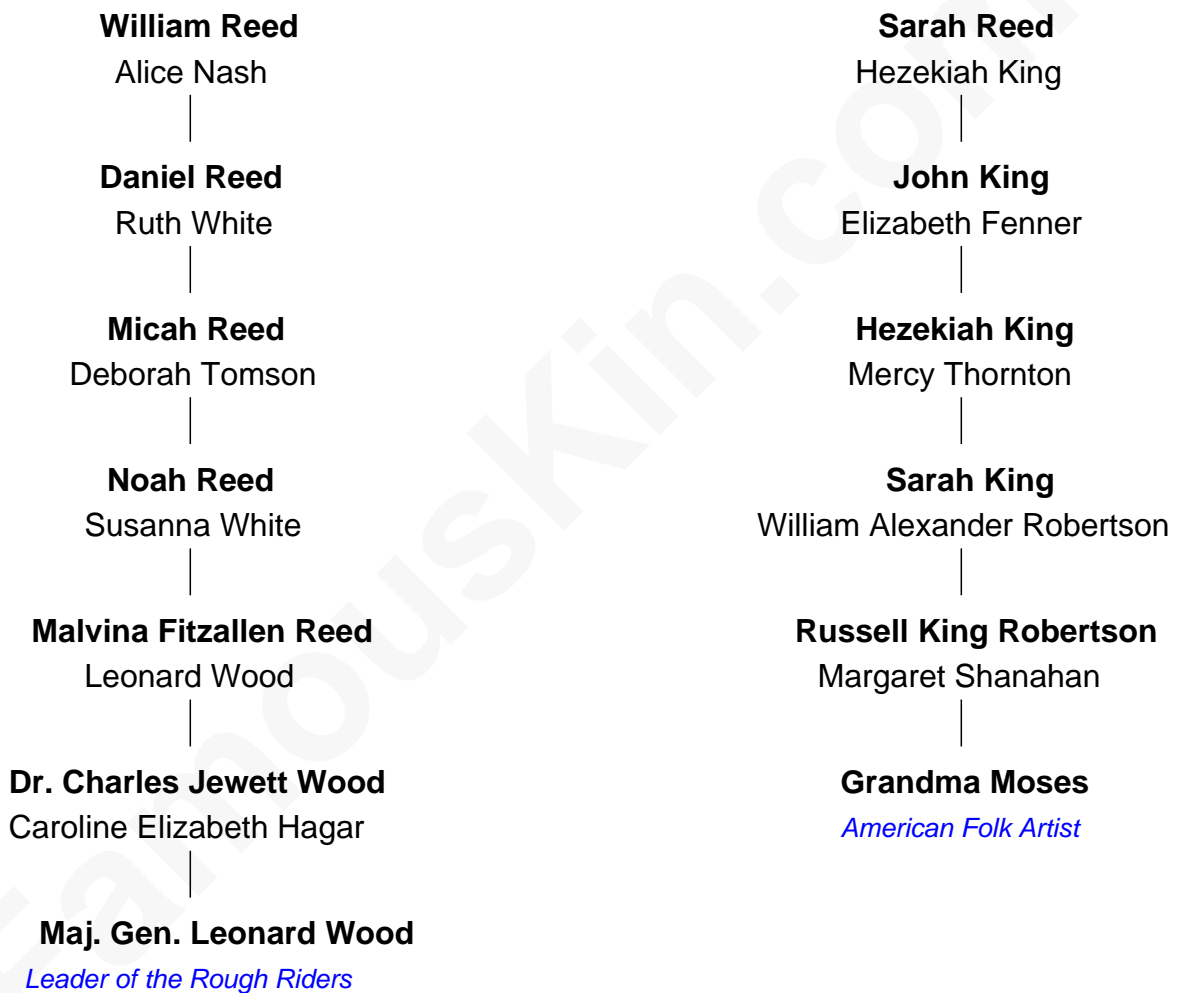 William Reed
Alice Nash
Daniel Reed
Ruth White
Micah Reed
Deborah Tomson
Noah Reed
Susanna White
Malvina Fitzallen Reed
Leonard Wood
Dr. Charles Jewett Wood
Caroline Elizabeth Hagar
Maj. Gen. Leonard Wood
Leader of the Rough Riders
Sarah Reed
Hezekiah King
John King
Elizabeth Fenner
Hezekiah King
Mercy Thornton
Sarah King
William Alexander Robertson
Russell King Robertson
Margaret Shanahan
Grandma Moses
American Folk Artist
FamousKin.com